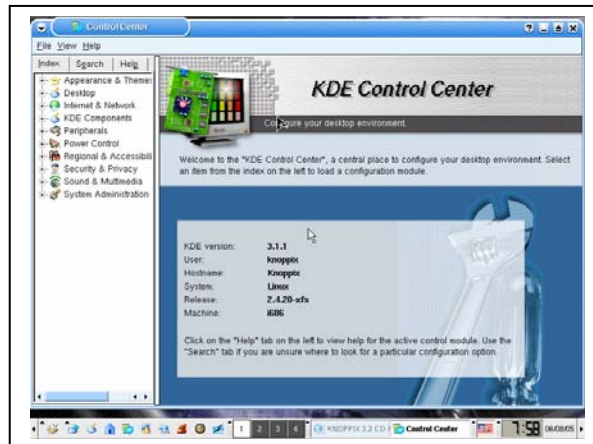 Control Center
File View Help
Index Search Help
KDE Control Center
Configure your desktop environment.
Appearance & Themes
Desktop
Internet & Network
KDE Components
Peripherals
Power Control
Regional & Accessibili
Security & Privacy
Sound & Multimedia
System Administration
Welcome to the "KDE Control Center", a central place to configure your desktop environment. Select
an item from the index on the left to load a configuration module.
KDE version: 3.1.1
User: knoppix
Hostname: Knoppix
System: Linux
Release: 2.4.20-xfs
Machine: i686
Click on the "Help" tab on the left to view help for the active control module. Use the
"Search" tab if you are unsure where to look for a particular configuration option.
1 2 3 4 KNOPPIX 3.2 CD Control Center 7:58 06/08/05